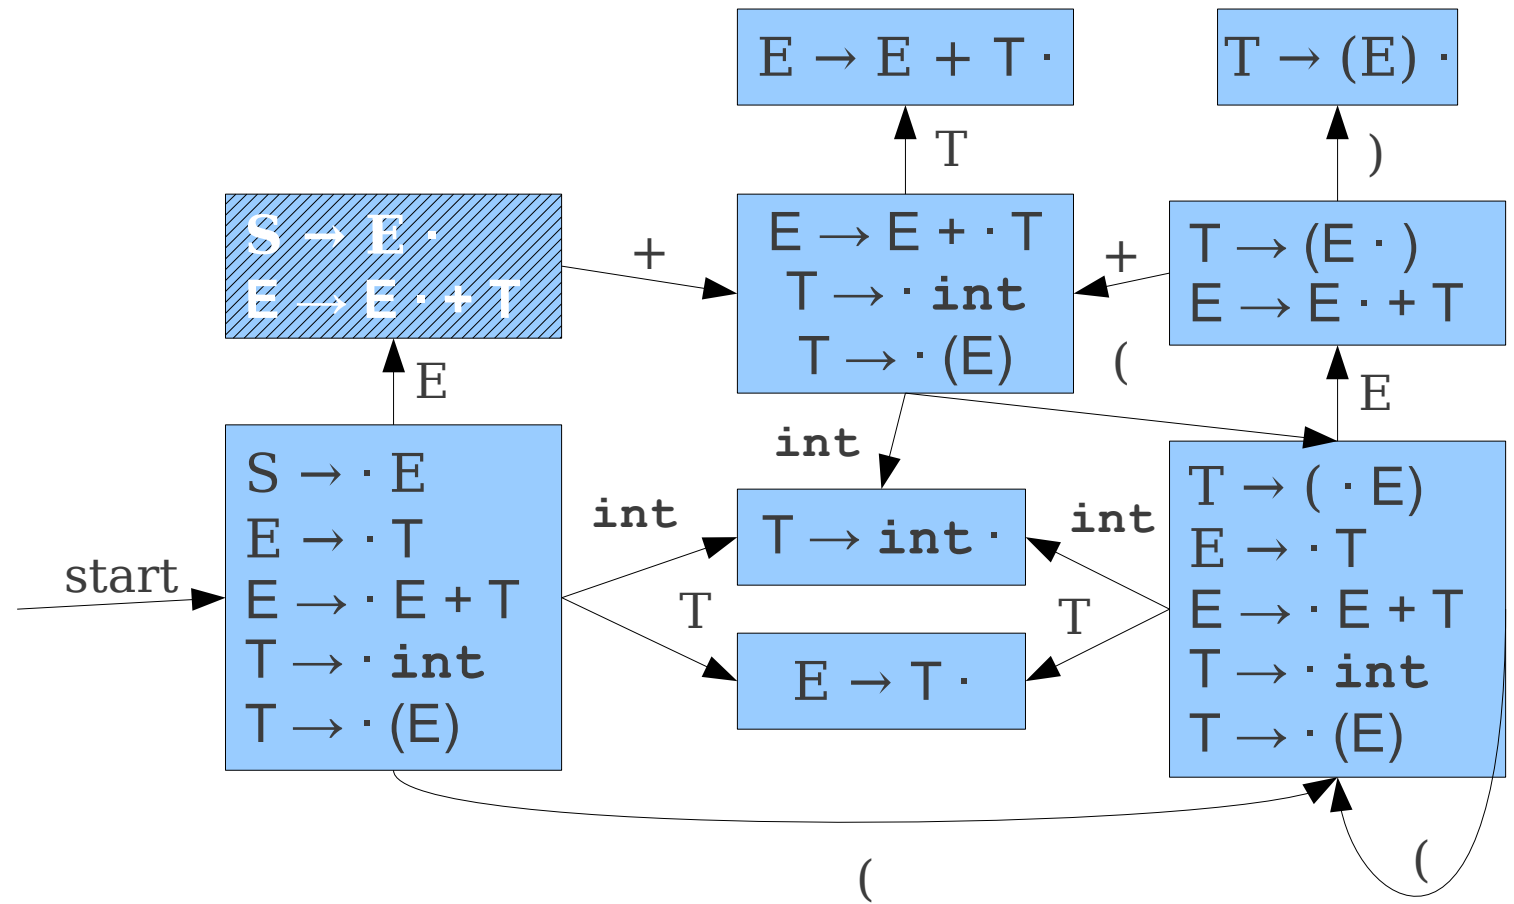 E → E + T ·
T → (E) ·
T
)
S → E ·
E → E · + T
+
E → E + · T
T → · int
T → · (E)
+
T → (E · )
E → E · + T
E
(
E
int
S → · E
E → · T
E → · E + T
T → · int
T → · (E)
start
int
T
T → int ·
int
T
E → T ·
T → ( · E)
E → · T
E → · E + T
T → · int
T → · (E)
(
(